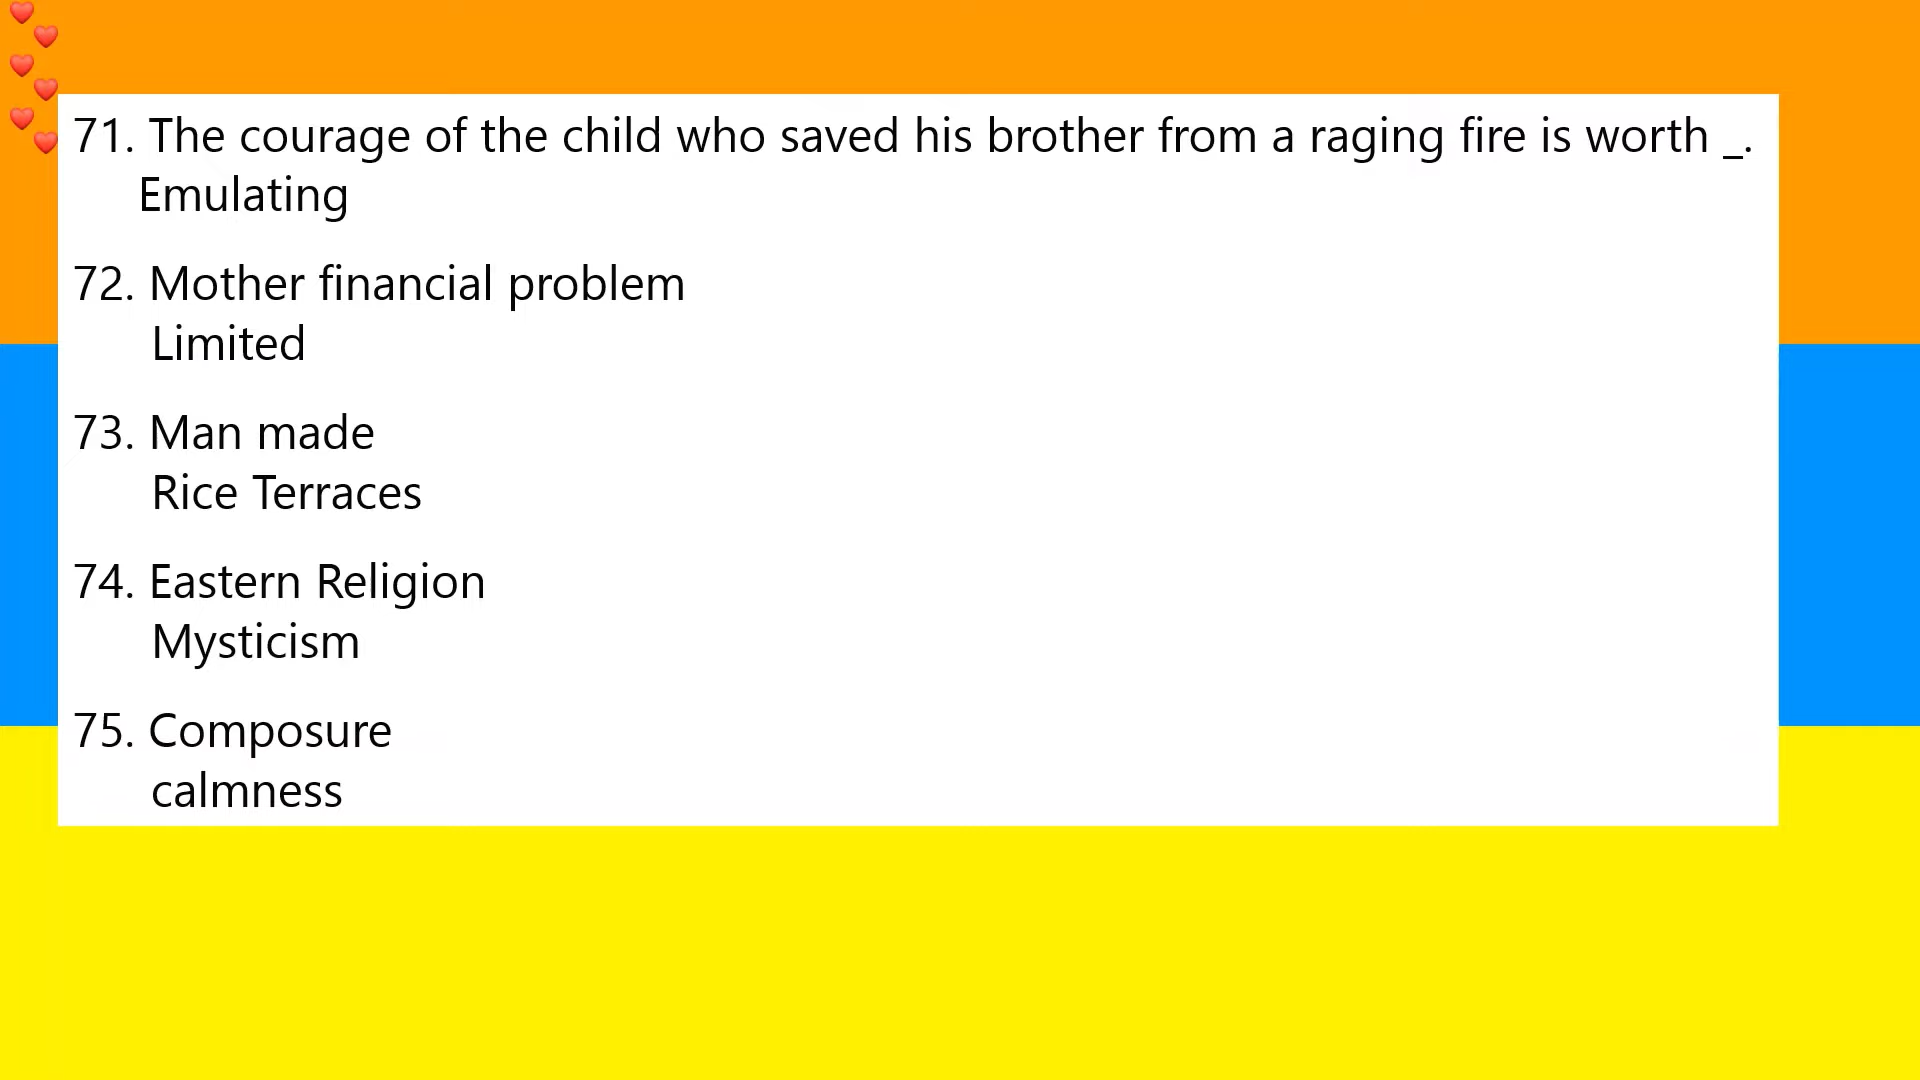 71. The courage of the child who saved his brother from a raging fire is worth _.
Emulating
72. Mother financial problem
Limited
73. Man made
Rice Terraces
74. Eastern Religion
Mysticism
75. Composure
calmness